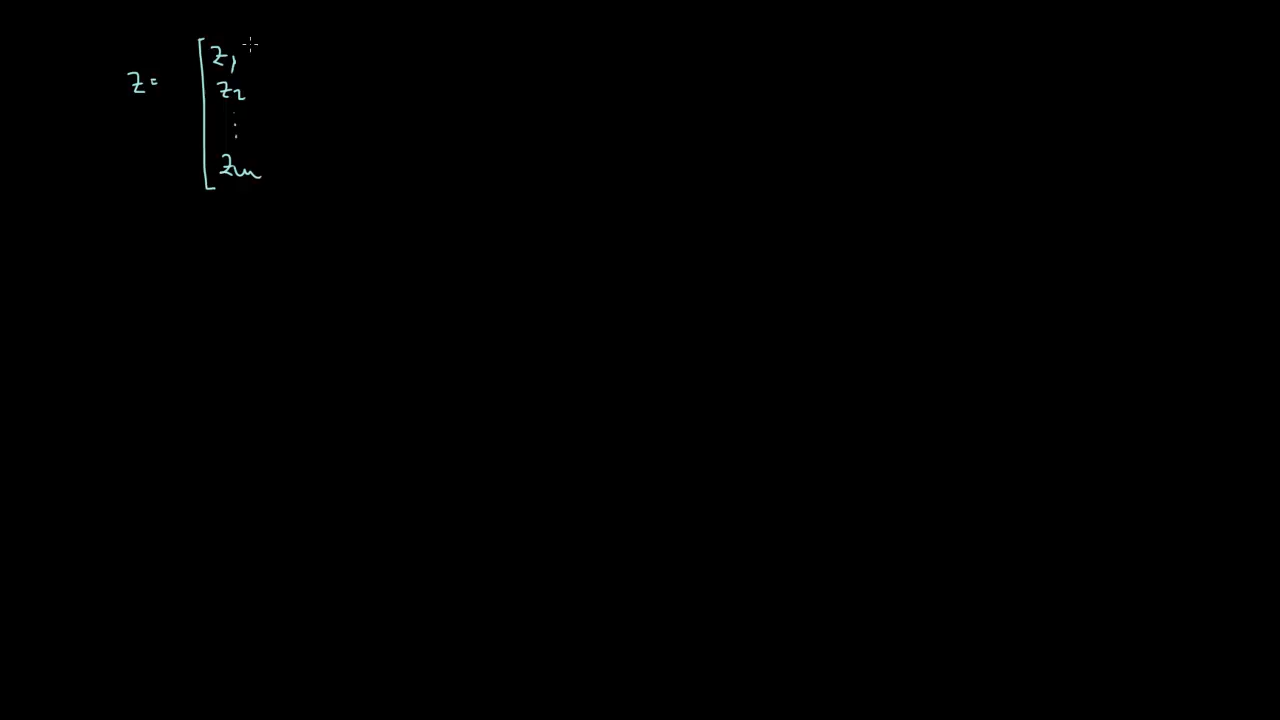 z = [ z1
z2
⋮
zm